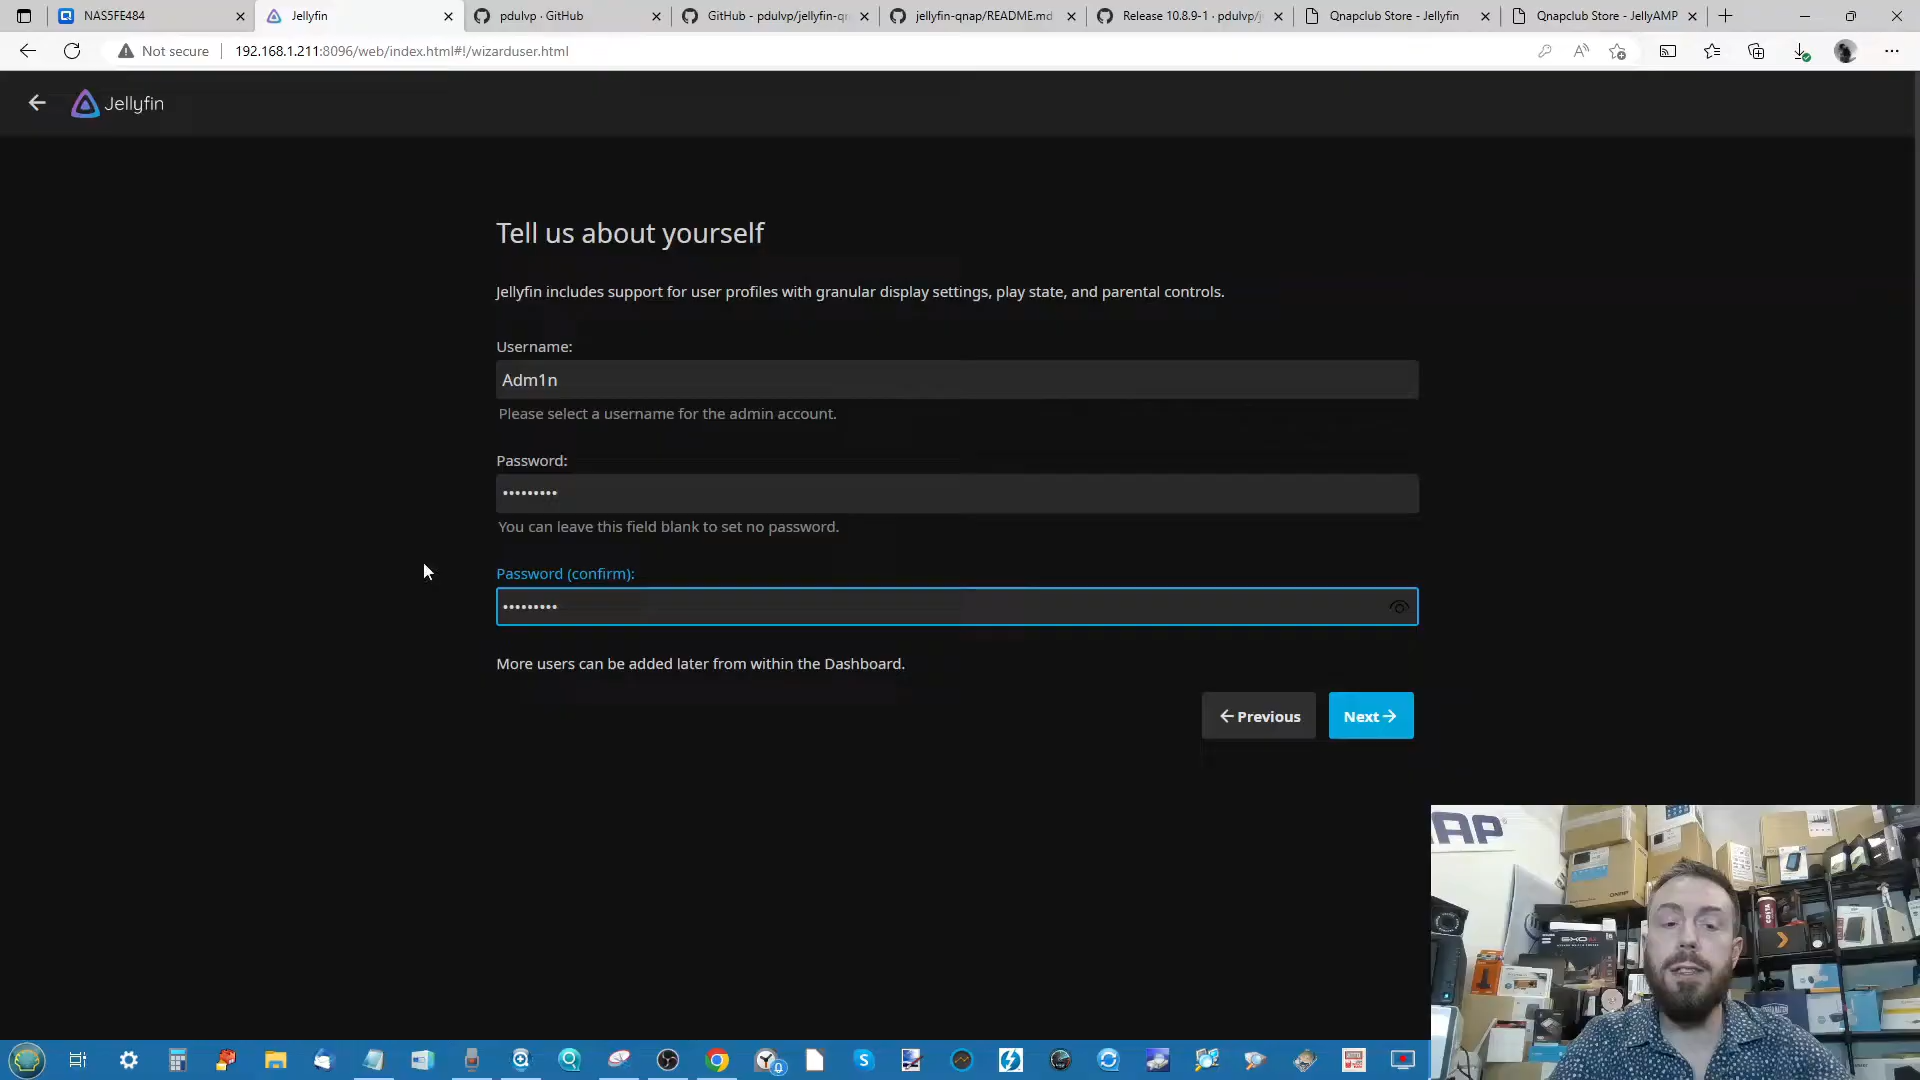 NAS5FE484
Jellyfin
pdulvp · GitHub
GitHub - pdulvp/jellyfin-q
jellyfin-qnap/README.md
Release 10.8.9-1 · pdulvp/j
Qnapclub Store - Jellyfin
Qnapclub Store - JellyAMP
Not secure
192.168.1.211:8096/web/index.html#!/wizarduser.html
Jellyfin
Tell us about yourself
Jellyfin includes support for user profiles with granular display settings, play state, and parental controls.
Username:
Adm1n
Please select a username for the admin account.
Password:
•••••••••
You can leave this field blank to set no password.
Password (confirm):
•••••••••
More users can be added later from within the Dashboard.
Previous
Next
AP
COSTA